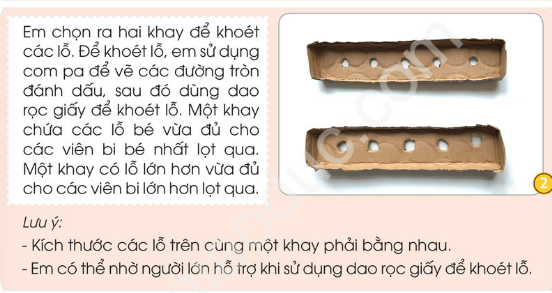 Em chọn ra hai khay để khoét
các lỗ. Để khoét lỗ, em sử dụng
com pa để vẽ các đường tròn
đánh dấu, sau đó dùng dao
rọc giấy để khoét lỗ. Một khay
chứa các lỗ bé vừa đủ cho
các viên bi bé nhất lọt qua.
Một khay có lỗ lớn hơn vừa đủ
cho các viên bi lớn hơn lọt qua.
2
Lưu ý:
- Kích thước các lỗ trên cùng một khay phải bằng nhau.
- Em có thể nhờ người lớn hỗ trợ khi sử dụng dao rọc giấy để khoét lỗ.